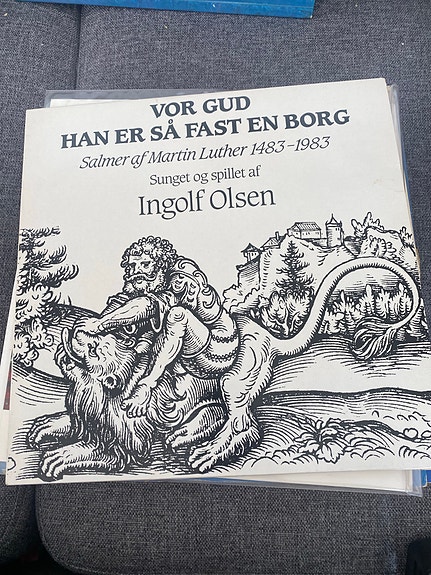 VOR GUD
HAN ER SÅ FAST EN BORG
Salmer af Martin Luther 1483–1983
Sunget og spillet af
Ingolf Olsen